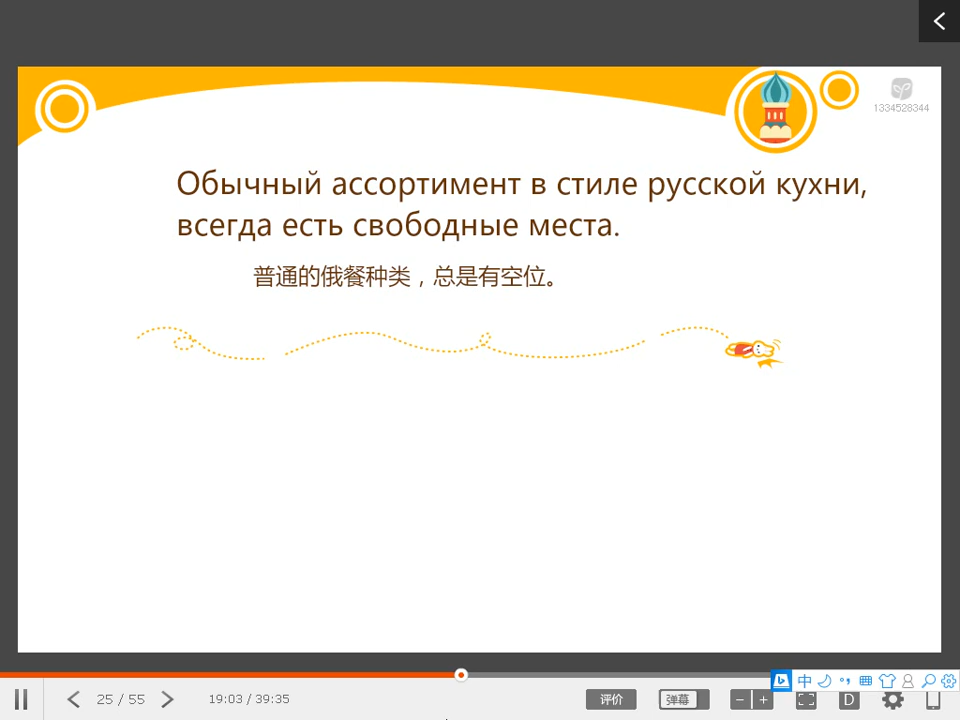 1334528344
Обычный ассортимент в стиле русской кухни,
всегда есть свободные места.
普通的俄餐种类，总是有空位。
25 / 55
19:03 / 39:35
评价
弹幕
中
D